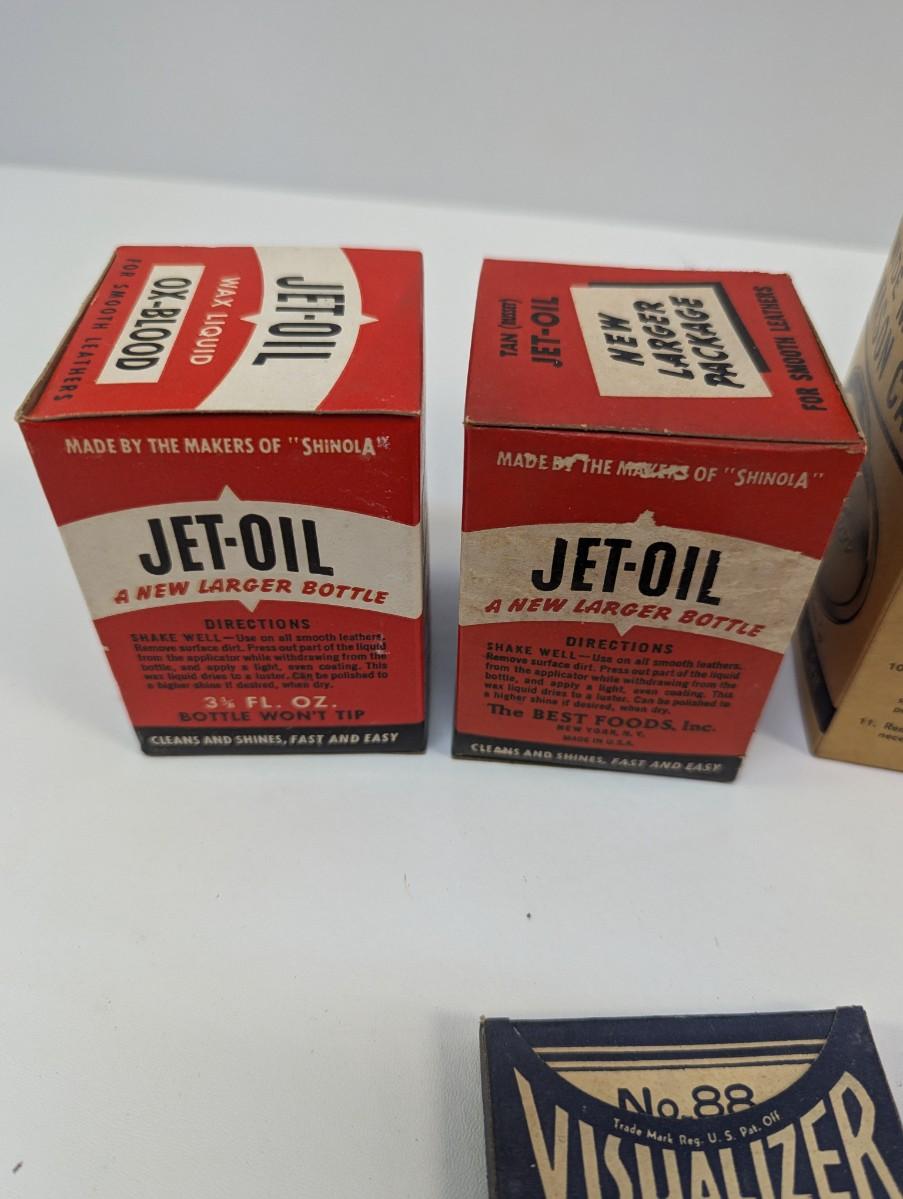 FOR SMOOTH LEATHERS
OX-BLOOD
WAX LIQUID
JET-OIL
MADE BY THE MAKERS OF "SHINOLA"
JET-OIL
A NEW LARGER BOTTLE
DIRECTIONS
SHAKE WELL—Use on all smooth leathers.
Remove surface dirt. Press out part of the liquid
from the applicator while withdrawing from the
bottle, and apply a light, even coating. This
wax liquid dries to a luster. Can be polished to
a higher shine if desired, when dry.
3⅜ FL. OZ.
BOTTLE WON'T TIP
CLEANS AND SHINES, FAST AND EASY
TAN (RUSSET)
JET-OIL
NEW
LARGER
PACKAGE
FOR SMOOTH LEATHERS
MADE BY THE MAKERS OF "SHINOLA"
JET-OIL
A NEW LARGER BOTTLE
DIRECTIONS
SHAKE WELL—Use on all smooth leathers.
Remove surface dirt. Press out part of the liquid
from the applicator while withdrawing from the
bottle, and apply a light, even coating. This
wax liquid dries to a luster. Can be polished to
a higher shine if desired, when dry.
The BEST FOODS, Inc.
NEW YORK, N. Y.
MADE IN U.S.A.
CLEANS AND SHINES, FAST AND EASY
11.
No. 88
Trade Mark Reg. U. S. Pat. Off.
VISUALIZER